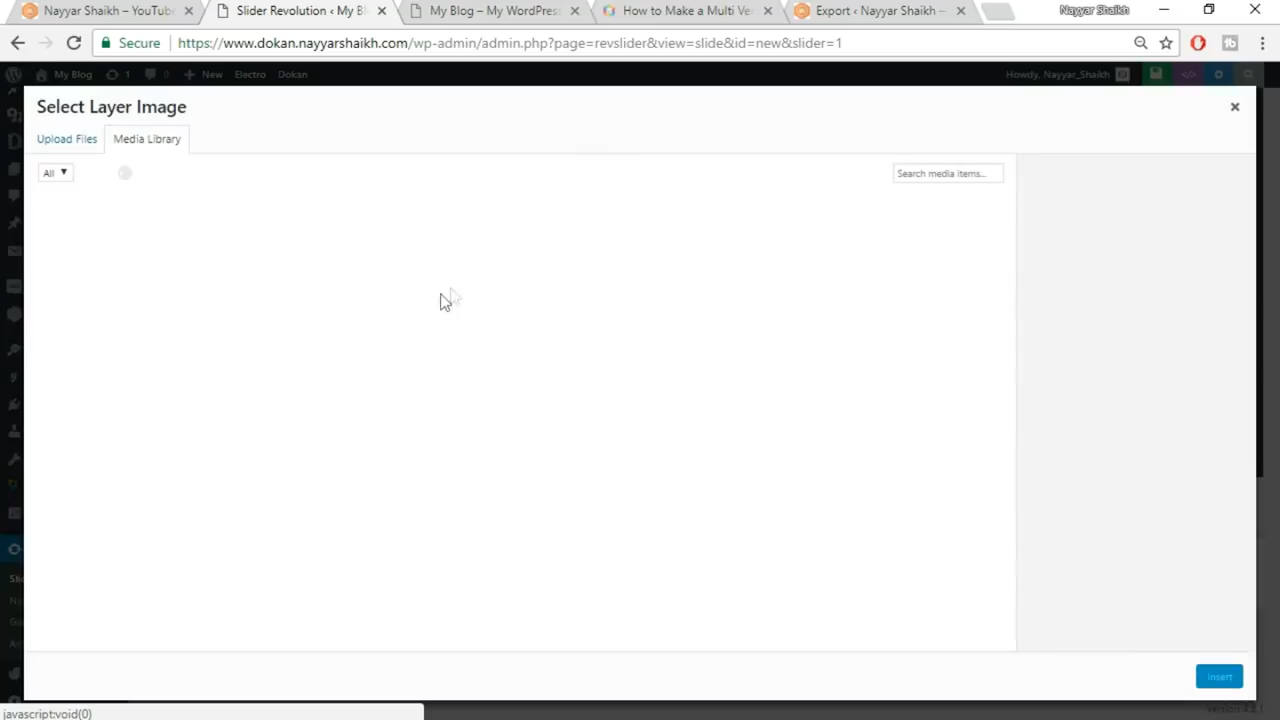 Nayyar Shaikh – YouTube
Slider Revolution ‹ My Bl
My Blog – My WordPress
How to Make a Multi Ve
Export ‹ Nayyar Shaikh —
Nayyar Shaikh
Secure
https://www.dokan.nayyarshaikh.com/wp-admin/admin.php?page=revslider&view=slide&id=new&slider=1
My Blog
1
0
New
Electro
Dokan
Howdy, Nayyar_Shaikh
Select Layer Image
Upload Files
Media Library
All
Search media items...
Insert
javascript:void(0)